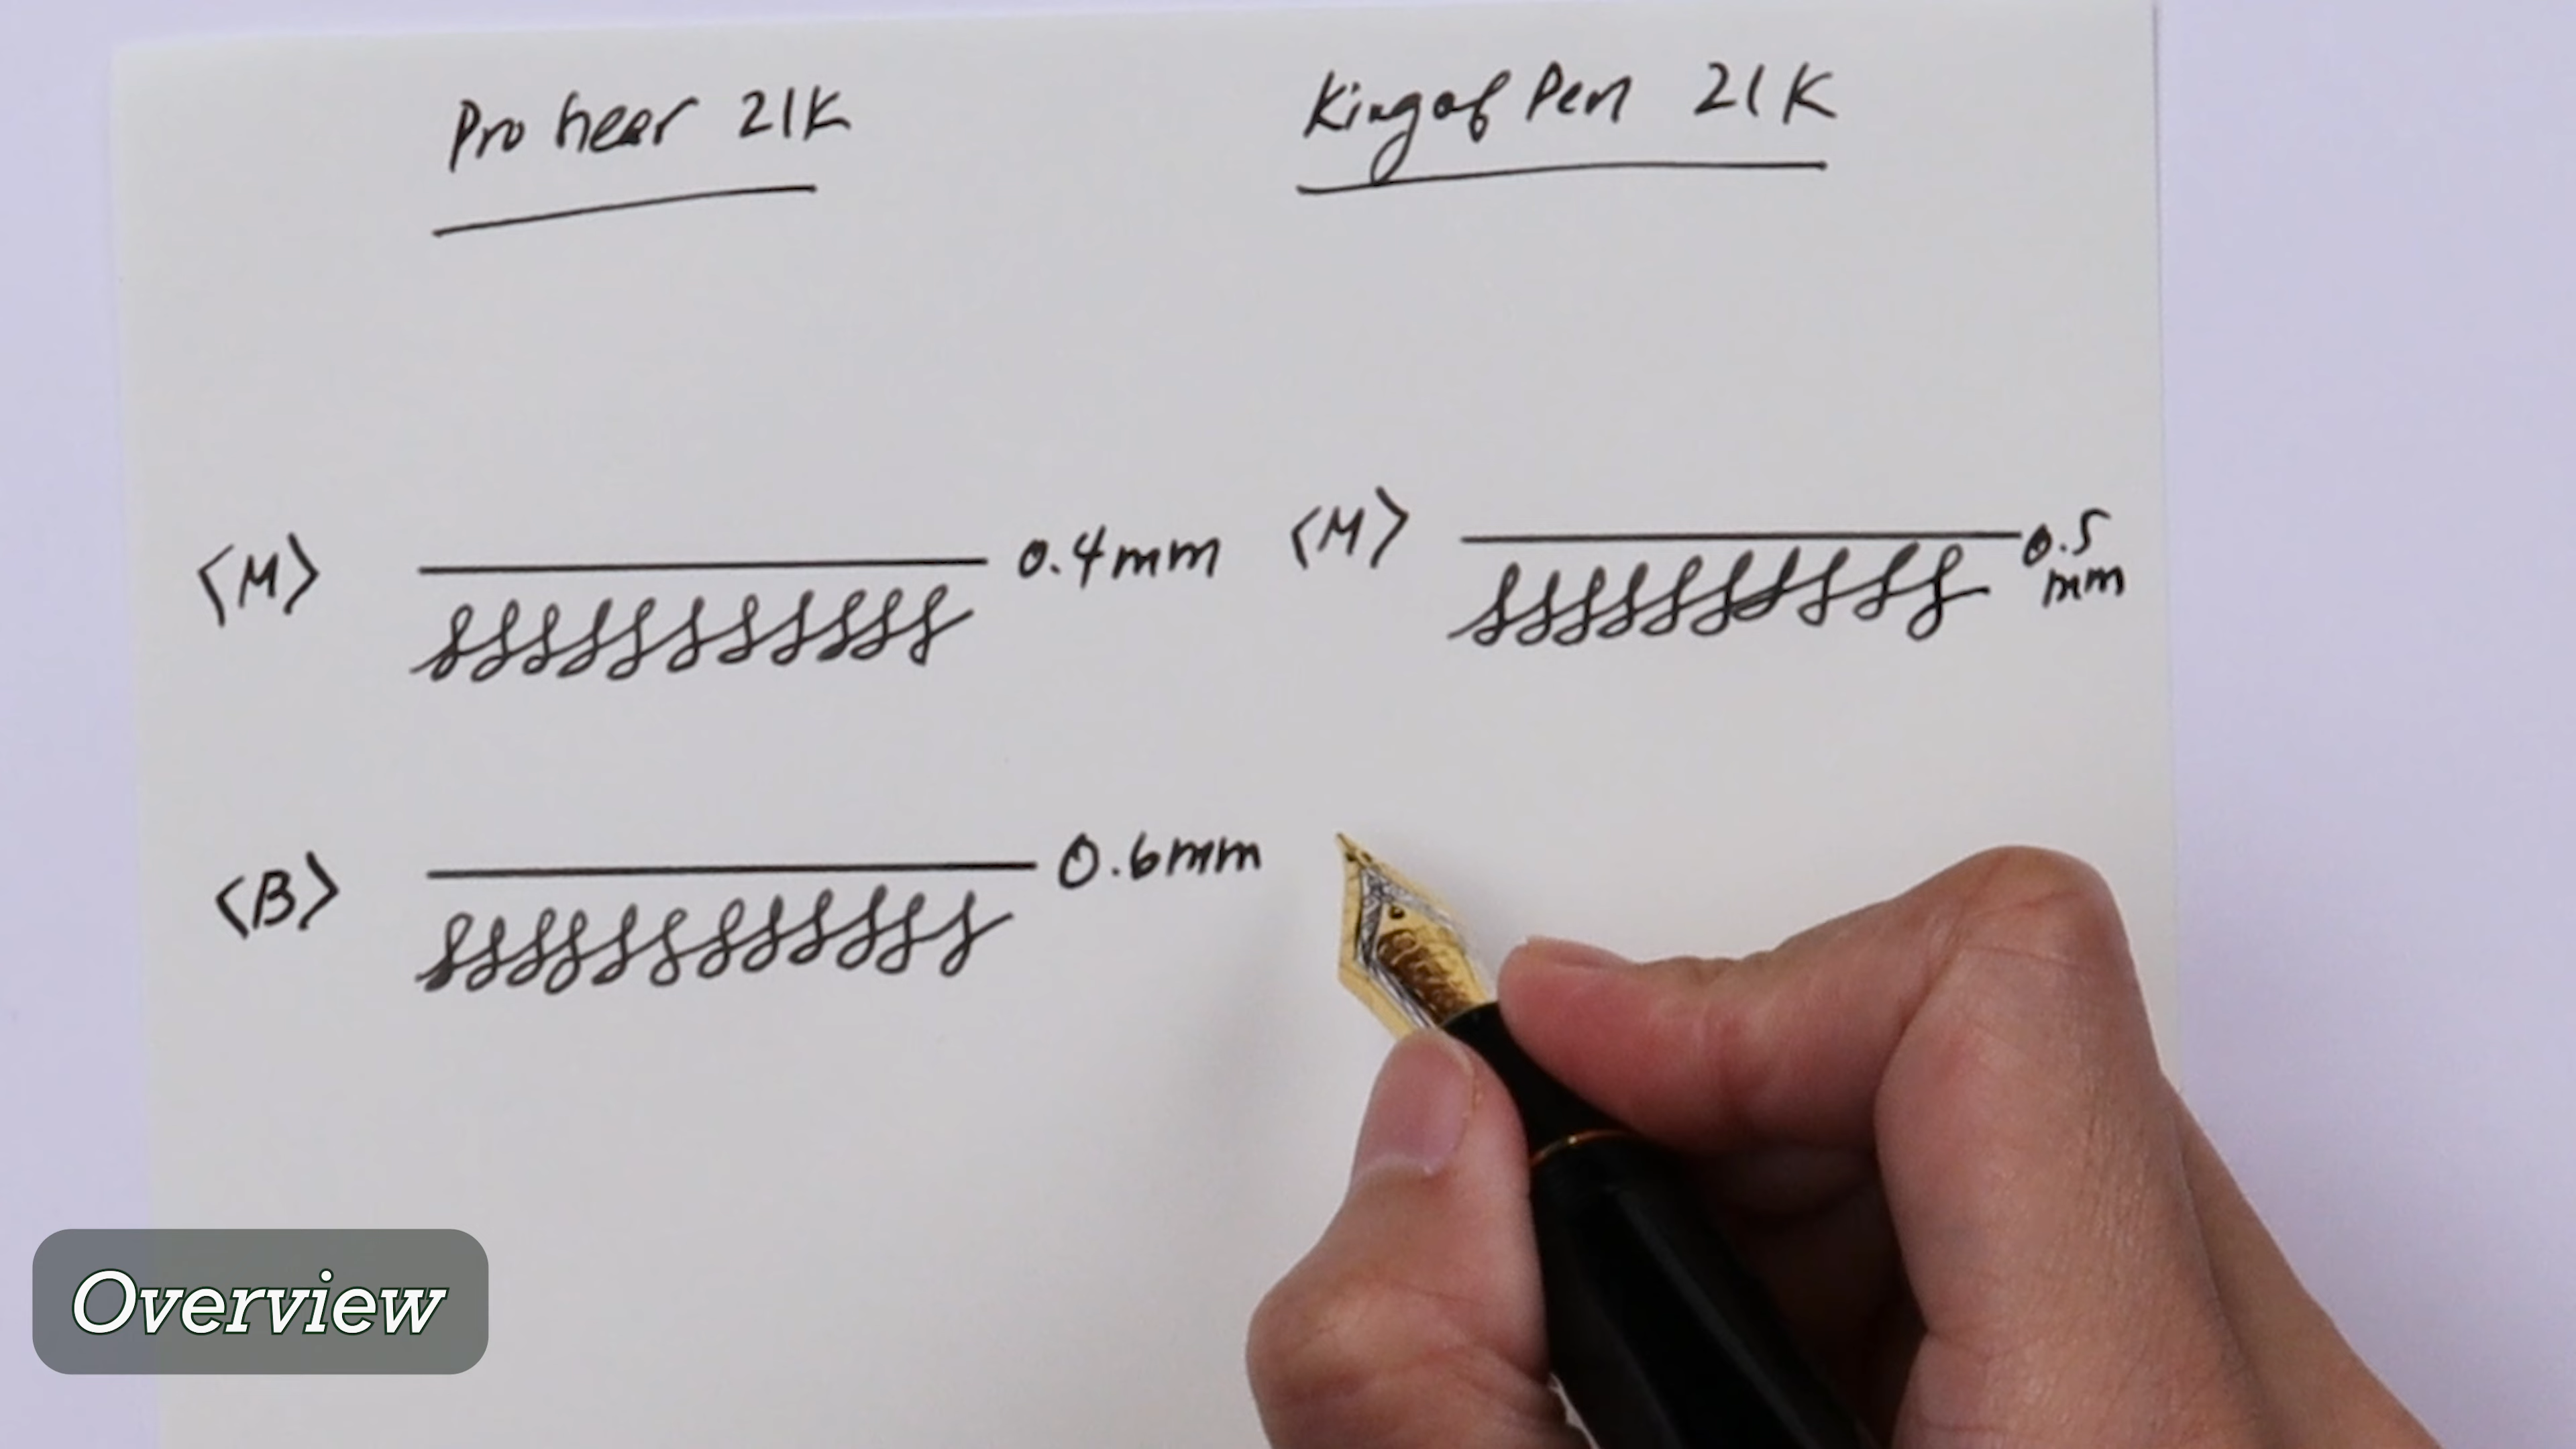 Pro Gear 21K
King of Pen 21K
<M> 0.4mm
<M> 0.5
mm
<B> 0.6mm
Overview